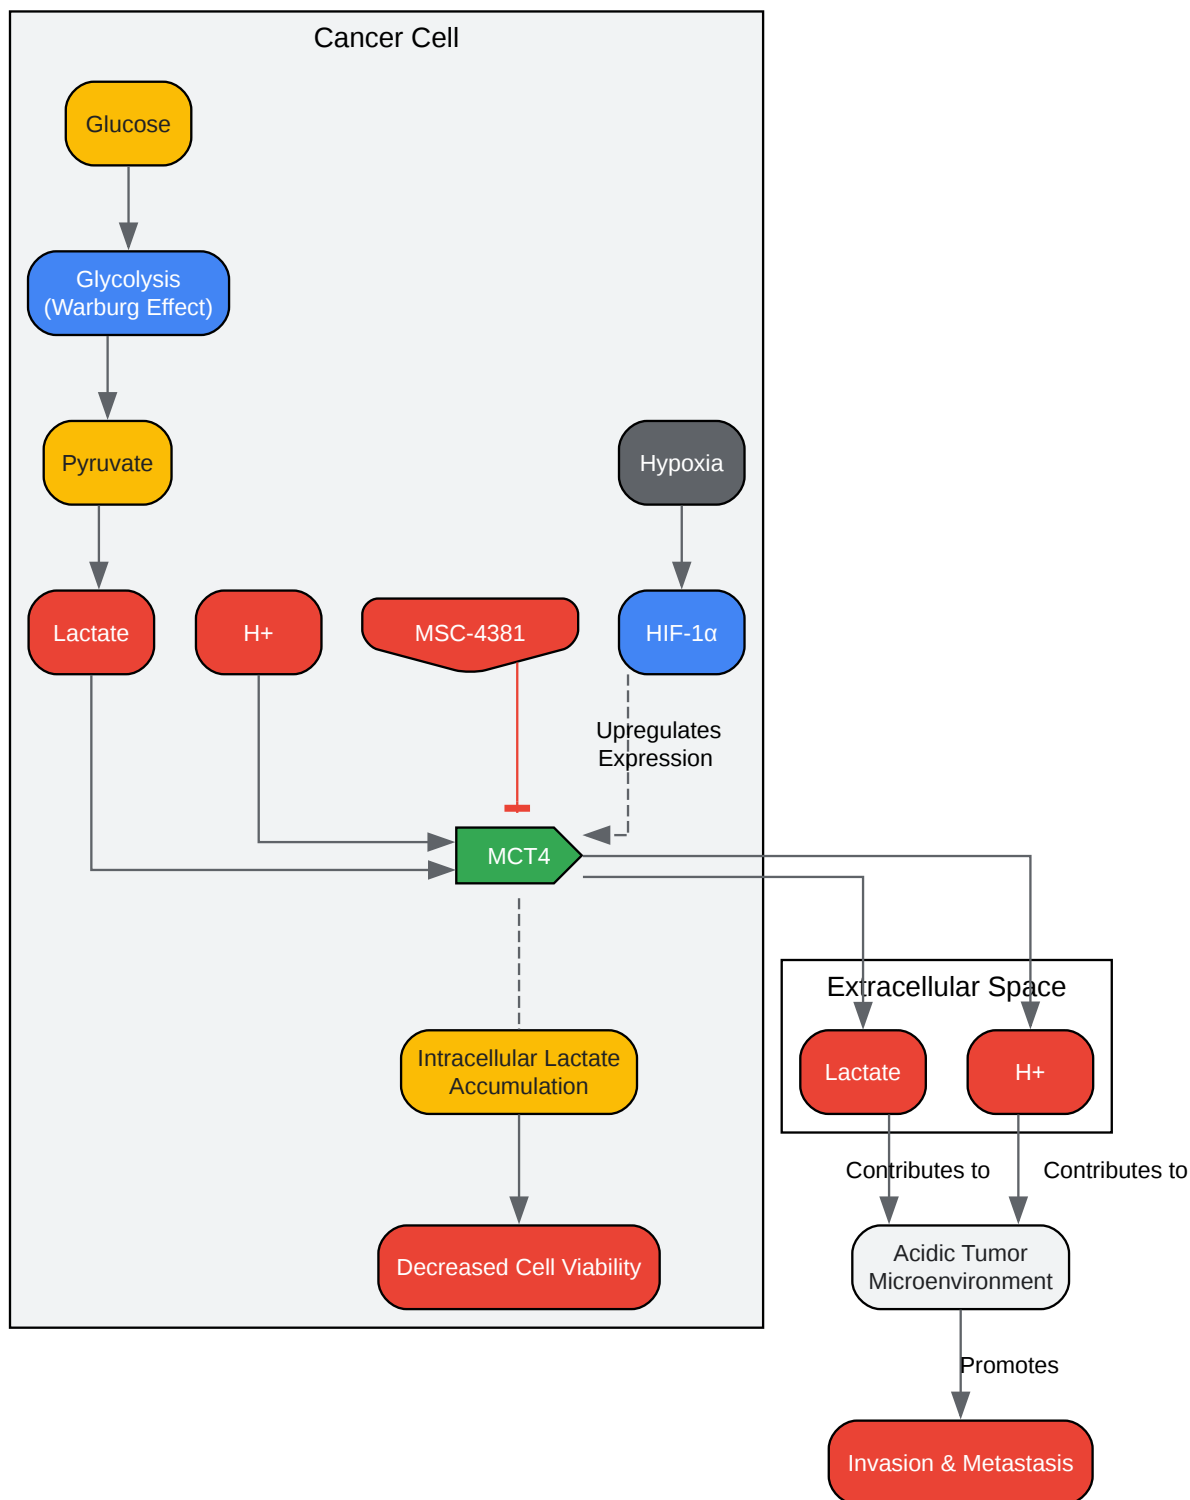 Cancer Cell
Glucose
Glycolysis
(Warburg Effect)
Pyruvate
Hypoxia
Lactate
H+
MSC-4381
HIF-1α
Upregulates
Expression
MCT4
Extracellular Space
Intracellular Lactate
Accumulation
Lactate
H+
Contributes to
Contributes to
Decreased Cell Viability
Acidic Tumor
Microenvironment
Promotes
Invasion & Metastasis